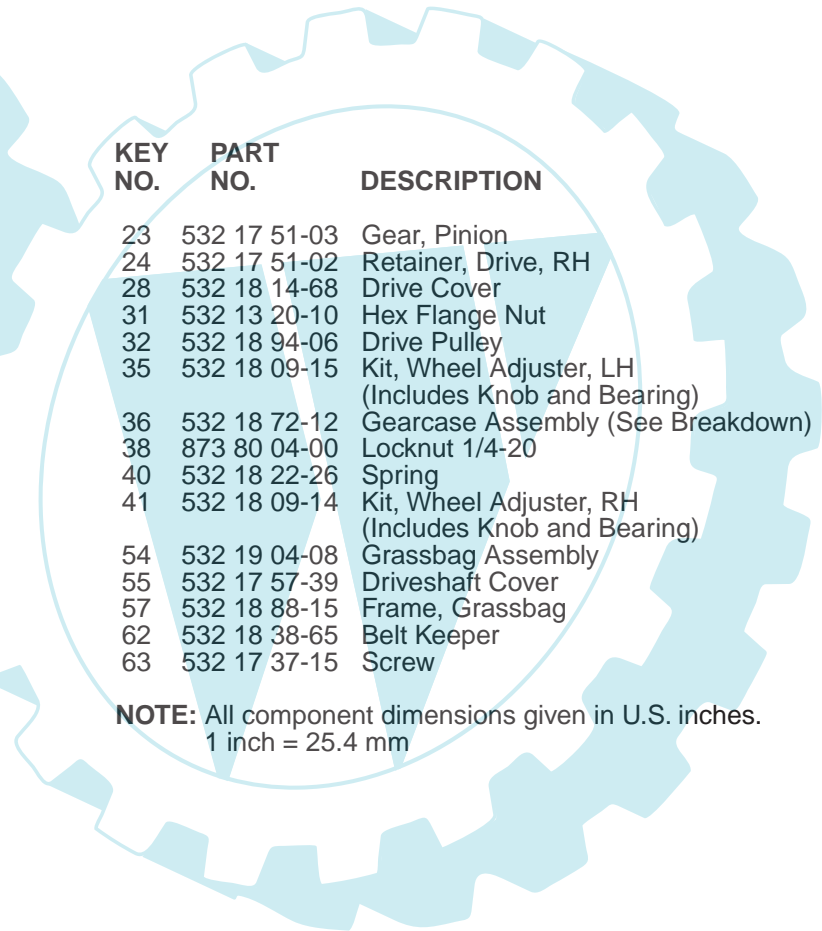 KEY PART
NO. NO. DESCRIPTION
23 532 17 51-03 Gear, Pinion
24 532 17 51-02 Retainer, Drive, RH
28 532 18 14-68 Drive Cover
31 532 13 20-10 Hex Flange Nut
32 532 18 94-06 Drive Pulley
35 532 18 09-15 Kit, Wheel Adjuster, LH
(Includes Knob and Bearing)
36 532 18 72-12 Gearcase Assembly (See Breakdown)
38 873 80 04-00 Locknut 1/4-20
40 532 18 22-26 Spring
41 532 18 09-14 Kit, Wheel Adjuster, RH
(Includes Knob and Bearing)
54 532 19 04-08 Grassbag Assembly
55 532 17 57-39 Driveshaft Cover
57 532 18 88-15 Frame, Grassbag
62 532 18 38-65 Belt Keeper
63 532 17 37-15 Screw
NOTE: All component dimensions given in U.S. inches.
1 inch = 25.4 mm